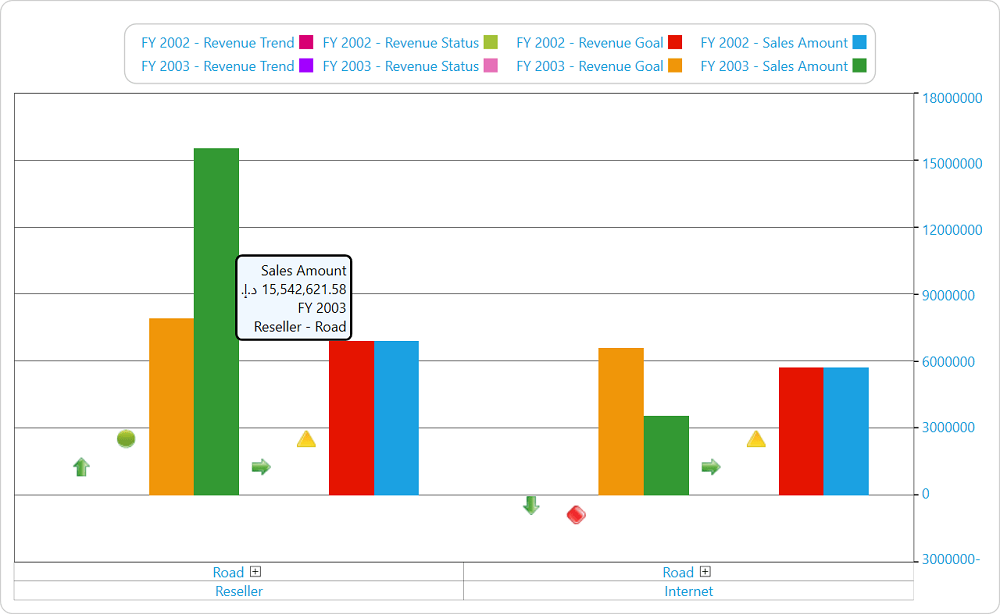 FY 2002 - Revenue Trend FY 2002 - Revenue Status FY 2002 - Revenue Goal FY 2002 - Sales Amount
FY 2003 - Revenue Trend FY 2003 - Revenue Status FY 2003 - Revenue Goal FY 2003 - Sales Amount
18000000
15000000
12000000
9000000
6000000
3000000
0
3000000-
Sales Amount
د.إ. 15,542,621.58
FY 2003
Reseller - Road
Road Road
Reseller Internet